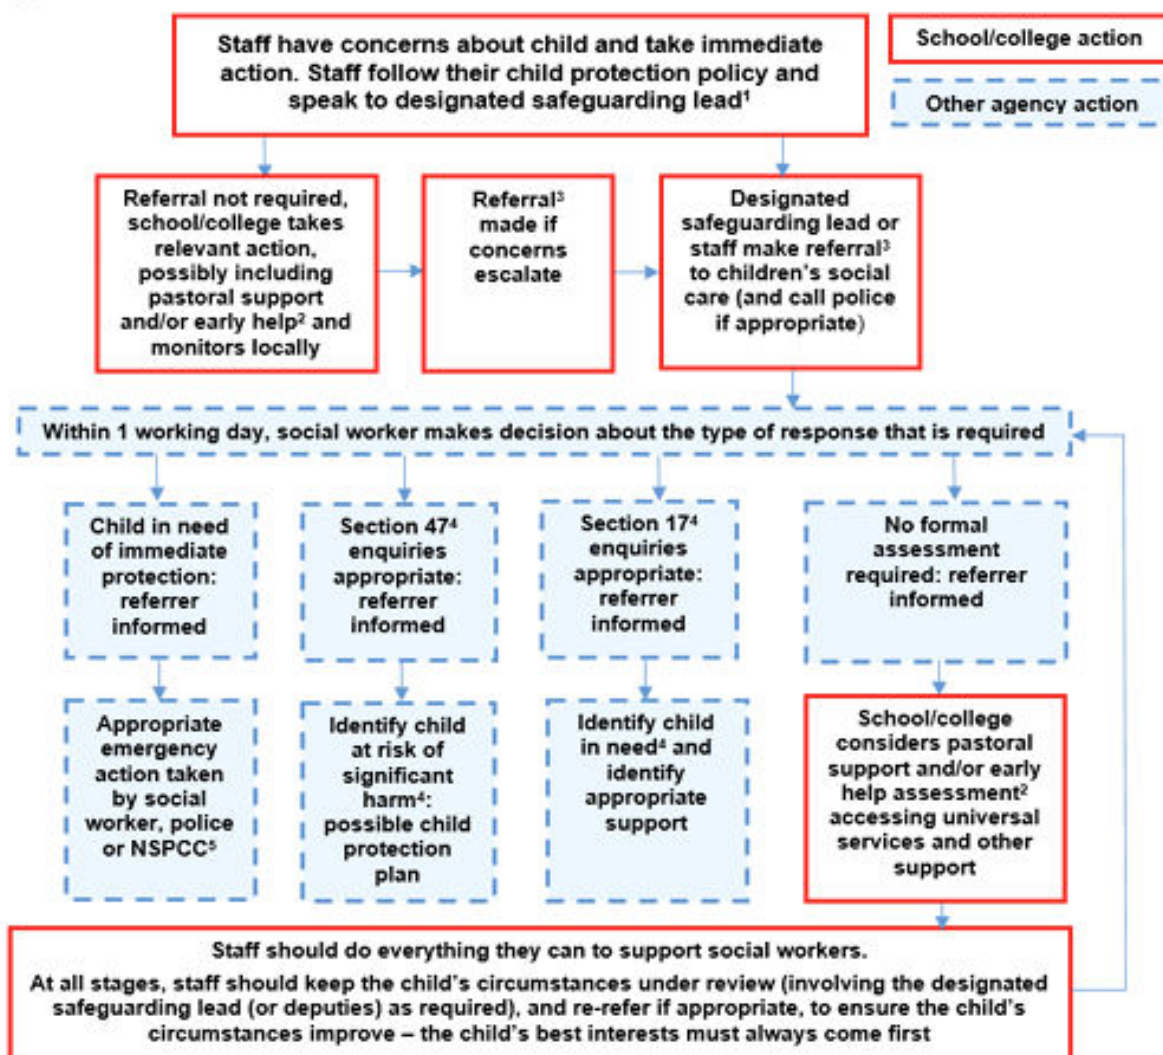 Staff have concerns about child and take immediate
action. Staff follow their child protection policy and
speak to designated safeguarding lead¹
School/college action
Other agency action
Referral not required,
school/college takes
relevant action,
possibly including
pastoral support
and/or early help² and
monitors locally
Referral³
made if
concerns
escalate
Designated
safeguarding lead or
staff make referral³
to children's social
care (and call police
if appropriate)
Within 1 working day, social worker makes decision about the type of response that is required
Child in need
of immediate
protection:
referrer
informed
Section 47⁴
enquiries
appropriate:
referrer
informed
Section 17⁴
enquiries
appropriate:
referrer
informed
No formal
assessment
required: referrer
informed
Appropriate
emergency
action taken
by social
worker, police
or NSPCC⁵
Identify child
at risk of
significant
harm⁴:
possible child
protection
plan
Identify child
in need⁴ and
identify
appropriate
support
School/college
considers pastoral
support and/or early
help assessment²
accessing universal
services and other
support
Staff should do everything they can to support social workers.
At all stages, staff should keep the child's circumstances under review (involving the designated
safeguarding lead (or deputies) as required), and re-refer if appropriate, to ensure the child's
circumstances improve – the child's best interests must always come first